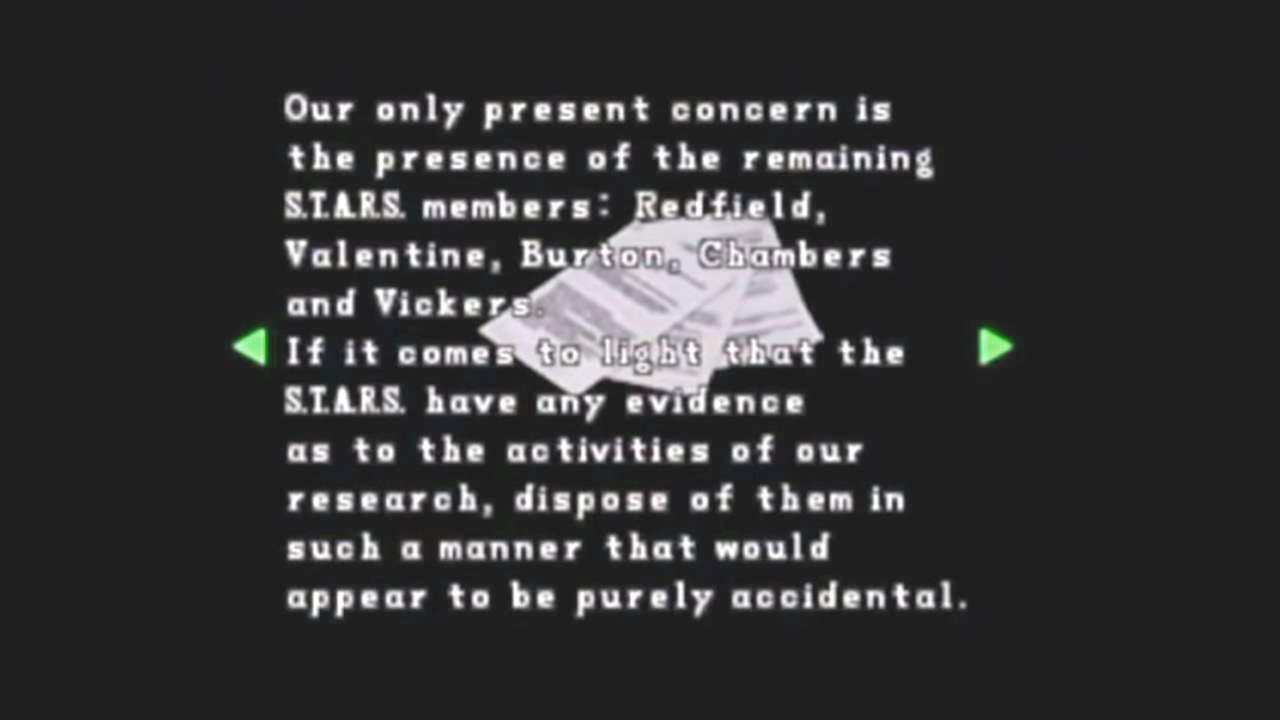 Our only present concern is
the presence of the remaining
S.T.A.R.S. members: Redfield,
Valentine, Burton, Chambers
and Vickers.
If it comes to light that the
S.T.A.R.S. have any evidence
as to the activities of our
research, dispose of them in
such a manner that would
appear to be purely accidental.